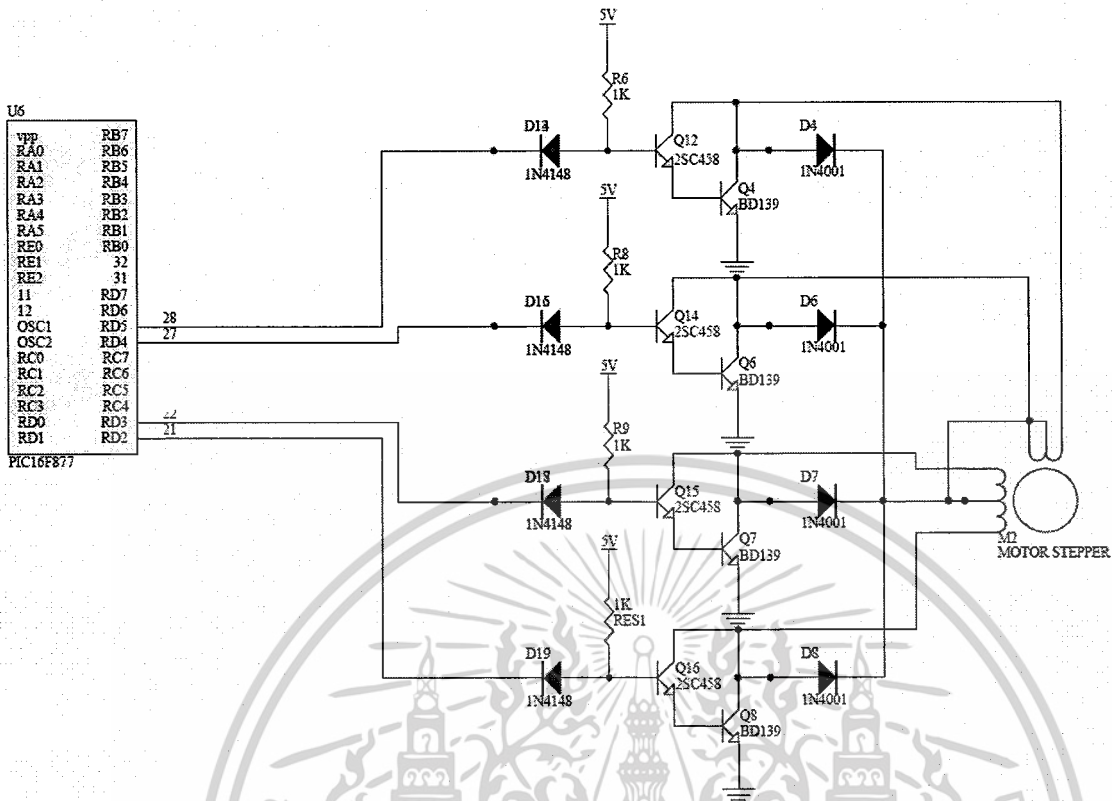 5V
R6
1K
U6
vpp RB7
RA0 RB6
RA1 RB5
RA2 RB4
RA3 RB3
RA4 RB2
RA5 RB1
RE0 RB0
RE1 32
RE2 31
11 RD7
12 RD6
OSC1 RD5
OSC2 RD4
RC0 RC7
RC1 RC6
RC2 RC5
RC3 RC4
RD0 RD3
RD1 RD2
PIC16F877
28
27
21
1N4148
Q12
2SC458
D4
1N4001
Q4
BD139
5V
R8
1K
1N4148
Q14
2SC458
D6
1N4001
Q6
BD139
5V
R9
1K
1N4148
Q15
2SC458
D7
1N4001
Q7
BD139
M2
MOTOR STEPPER
5V
1K
RES1
D19
1N4148
Q16
2SC458
D8
1N4001
Q8
BD139